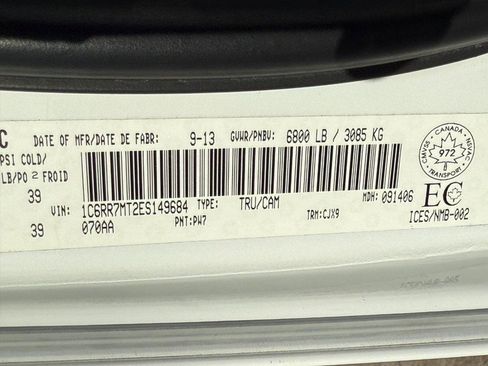 C DATE OF MFR/DATE DE FABR: 9-13 GVWR/PNBV: 6800 LB / 3085 KG
PSI COLD/
LB/PO 2 FROID
39
VIN: 1C6RR7MT2ES149684 TYPE: TRU/CAM MDH: 091406
39 070AA PNT: PW7 TRM: CJX9 ICES/NMB-002
CMVSS CANADA NVSAC
972
TRANSPORT
EC